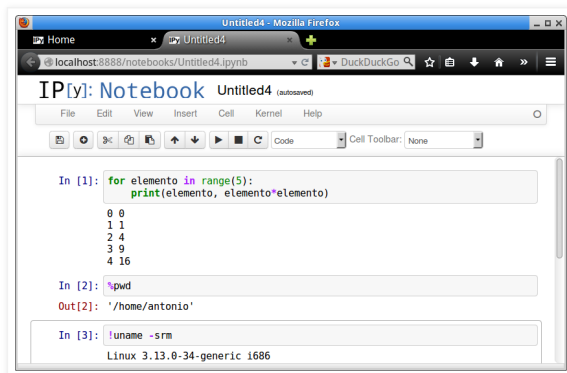 Untitled4 - Mozilla Firefox
IPy Home × IPy Untitled4 ×
localhost:8888/notebooks/Untitled4.ipynb DuckDuckGo
IP[y]: Notebook Untitled4 (autosaved)
File Edit View Insert Cell Kernel Help
Code Cell Toolbar: None
In [1]: for elemento in range(5):
print(elemento, elemento*elemento)
0 0
1 1
2 4
3 9
4 16
In [2]: %pwd
Out[2]: '/home/antonio'
In [3]: !uname -srm
Linux 3.13.0-34-generic i686